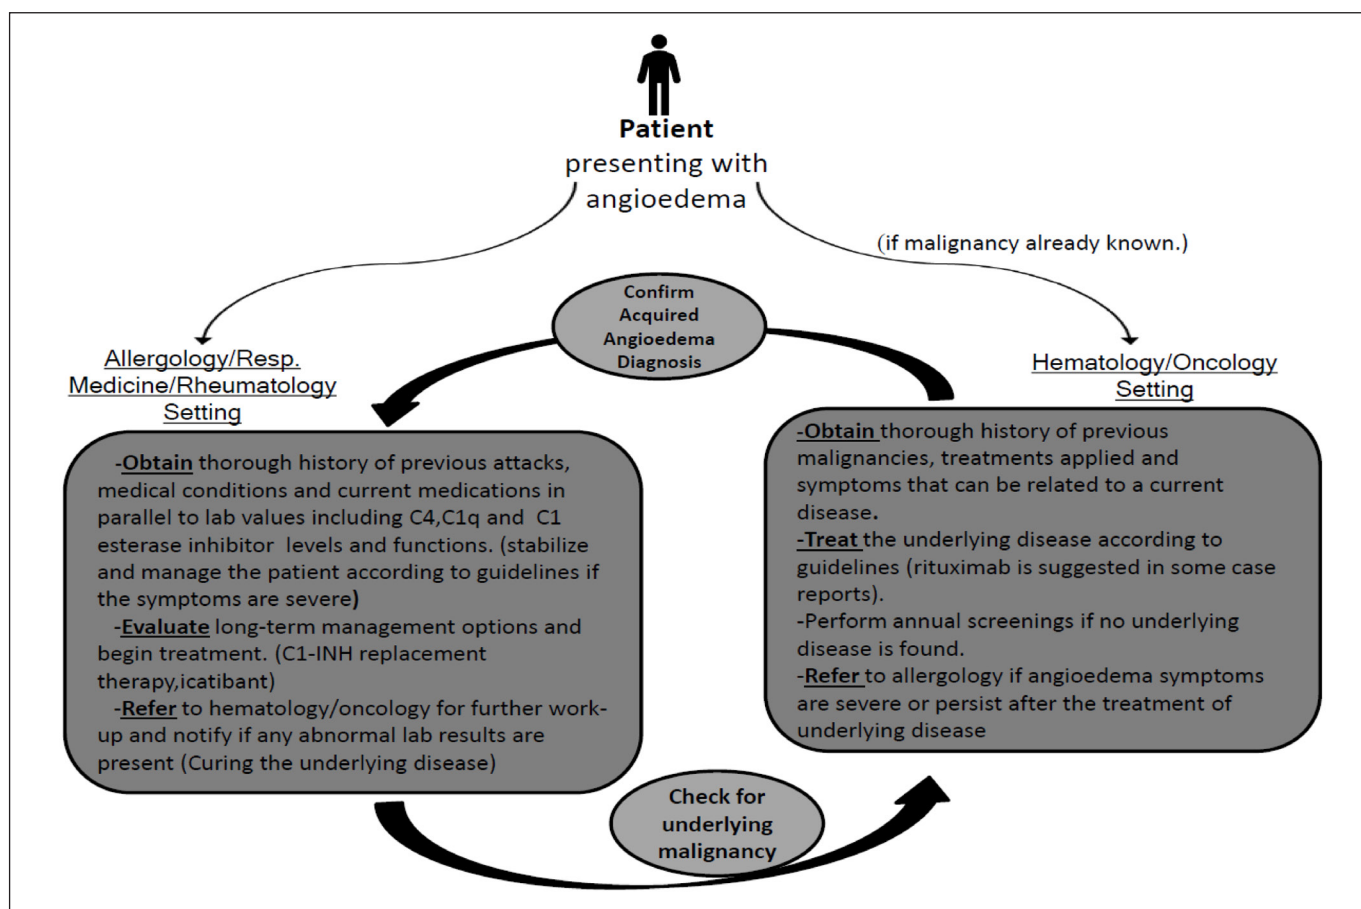 Patient
presenting with
angioedema
(if malignancy already known.)
Confirm
Acquired
Angioedema
Diagnosis
Allergology/Resp.
Medicine/Rheumatology
Setting
Hematology/Oncology
Setting
-Obtain thorough history of previous attacks,
medical conditions and current medications in
parallel to lab values including C4,C1q and C1
esterase inhibitor levels and functions. (stabilize
and manage the patient according to guidelines if
the symptoms are severe)
-Evaluate long-term management options and
begin treatment. (C1-INH replacement
therapy,icatibant)
-Refer to hematology/oncology for further work-
up and notify if any abnormal lab results are
present (Curing the underlying disease)
-Obtain thorough history of previous
malignancies, treatments applied and
symptoms that can be related to a current
disease.
-Treat the underlying disease according to
guidelines (rituximab is suggested in some case
reports).
-Perform annual screenings if no underlying
disease is found.
-Refer to allergology if angioedema symptoms
are severe or persist after the treatment of
underlying disease
Check for
underlying
malignancy